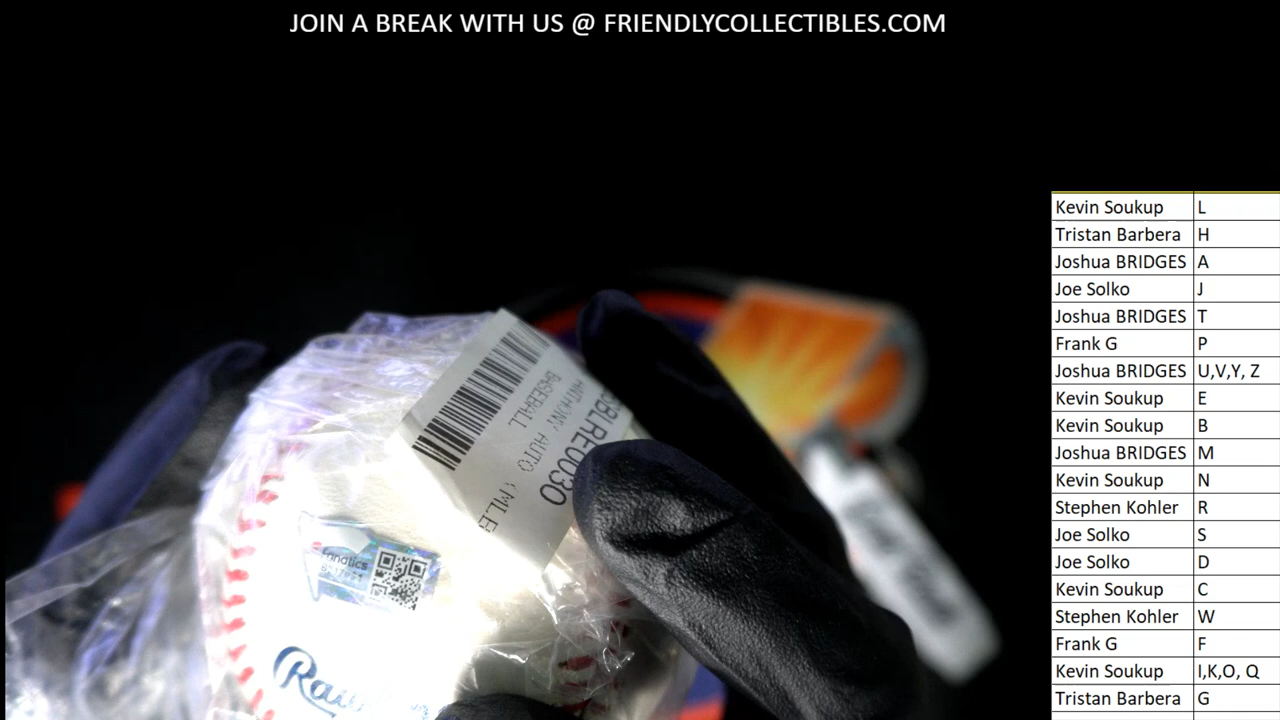 JOIN A BREAK WITH US @ FRIENDLYCOLLECTIBLES.COM
Kevin Soukup L
Tristan Barbera H
Joshua BRIDGES A
Joe Solko J
Joshua BRIDGES T
Frank G P
Joshua BRIDGES U,V,Y, Z
Kevin Soukup E
Kevin Soukup B
Joshua BRIDGES M
Kevin Soukup N
Stephen Kohler R
Joe Solko S
Joe Solko D
Kevin Soukup C
Stephen Kohler W
Frank G F
Kevin Soukup I,K,O, Q
Tristan Barbera G
ANTHONY AUTO
BASEBALL
Fanatics